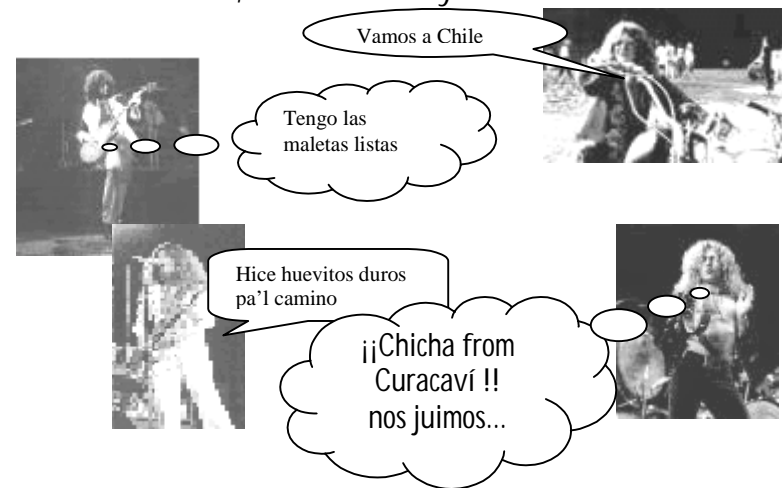 Vamos a Chile
Tengo las
maletas listas
Hice huevitos duros
pa'l camino
¡¡Chicha from
Curacaví !!
nos juimos...